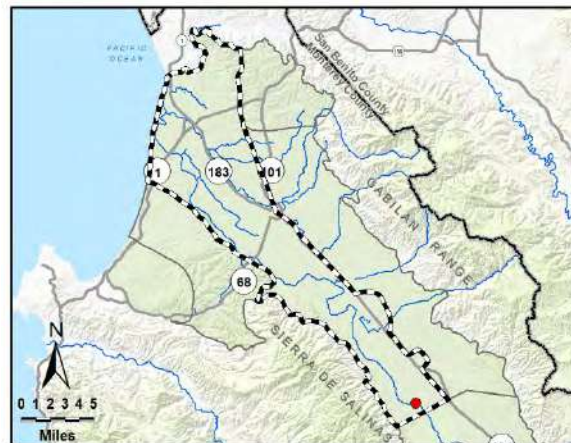 PACIFIC
OCEAN
1
San Benito County
Monterey County
1
183
101
68
GABILAN RANGE
SIERRA DE SALINAS
N
0 1 2 3 4 5
Miles